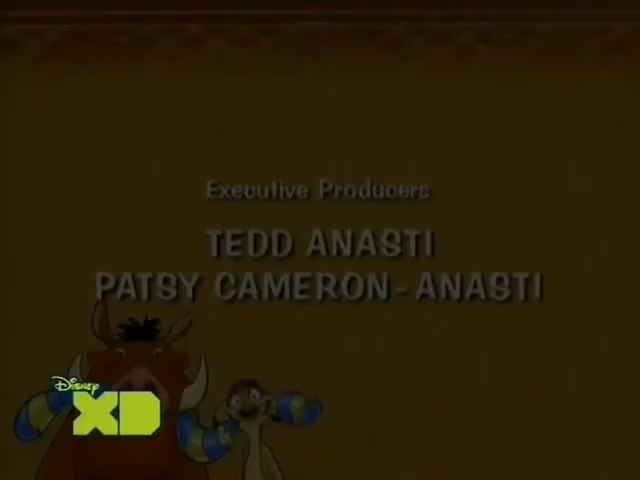 Executive Producers
TEDD ANASTI
PATSY CAMERON-ANASTI
Disney
XD